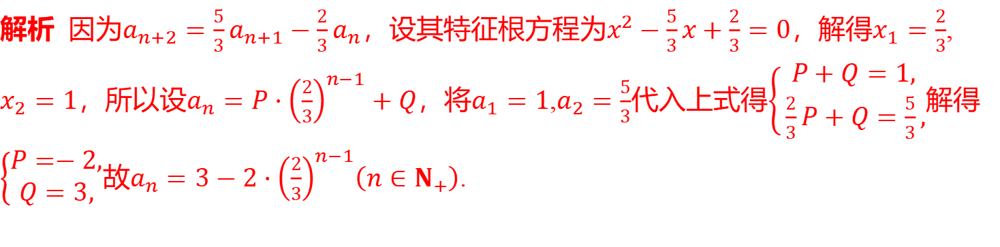 解析 因为$a_{n+2}=\frac{5}{3}a_{n+1}-\frac{2}{3}a_n$，设其特征根方程为$x^2-\frac{5}{3}x+\frac{2}{3}=0$，解得$x_1=\frac{2}{3}$,
$x_2=1$，所以设$a_n=P\cdot\left(\frac{2}{3}\right)^{n-1}+Q$，将$a_1=1$,$a_2=\frac{5}{3}$代入上式得$\begin{cases}P+Q=1,\\\frac{2}{3}P+Q=\frac{5}{3},\end{cases}$解得
$\begin{cases}P=-2,\\Q=3,\end{cases}$故$a_n=3-2\cdot\left(\frac{2}{3}\right)^{n-1}(n\in\mathbf{N}_+)$.